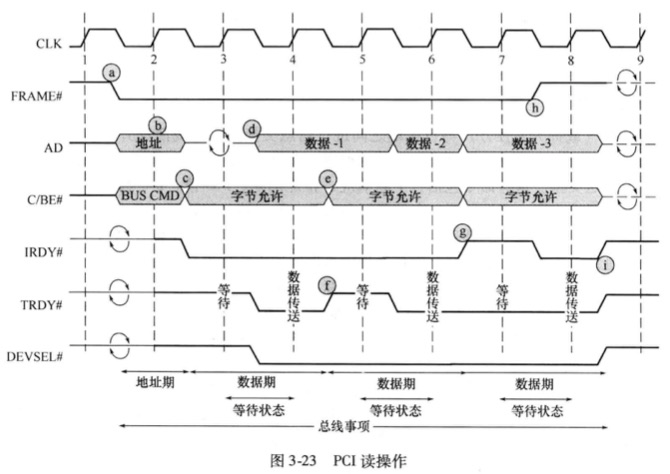 CLK
1 2 3 4 5 6 7 8 9
a
FRAME#
h
b d
AD 地址 数据-1 数据-2 数据-3
c e
C/BE# BUS CMD 字节允许 字节允许 字节允许
g
IRDY#
i
f
TRDY# 等待 数据传送 等待 数据传送 等待 数据传送
DEVSEL#
地址期 数据期 数据期 数据期
等待状态 等待状态 等待状态
总线事项
图 3-23 PCI 读操作